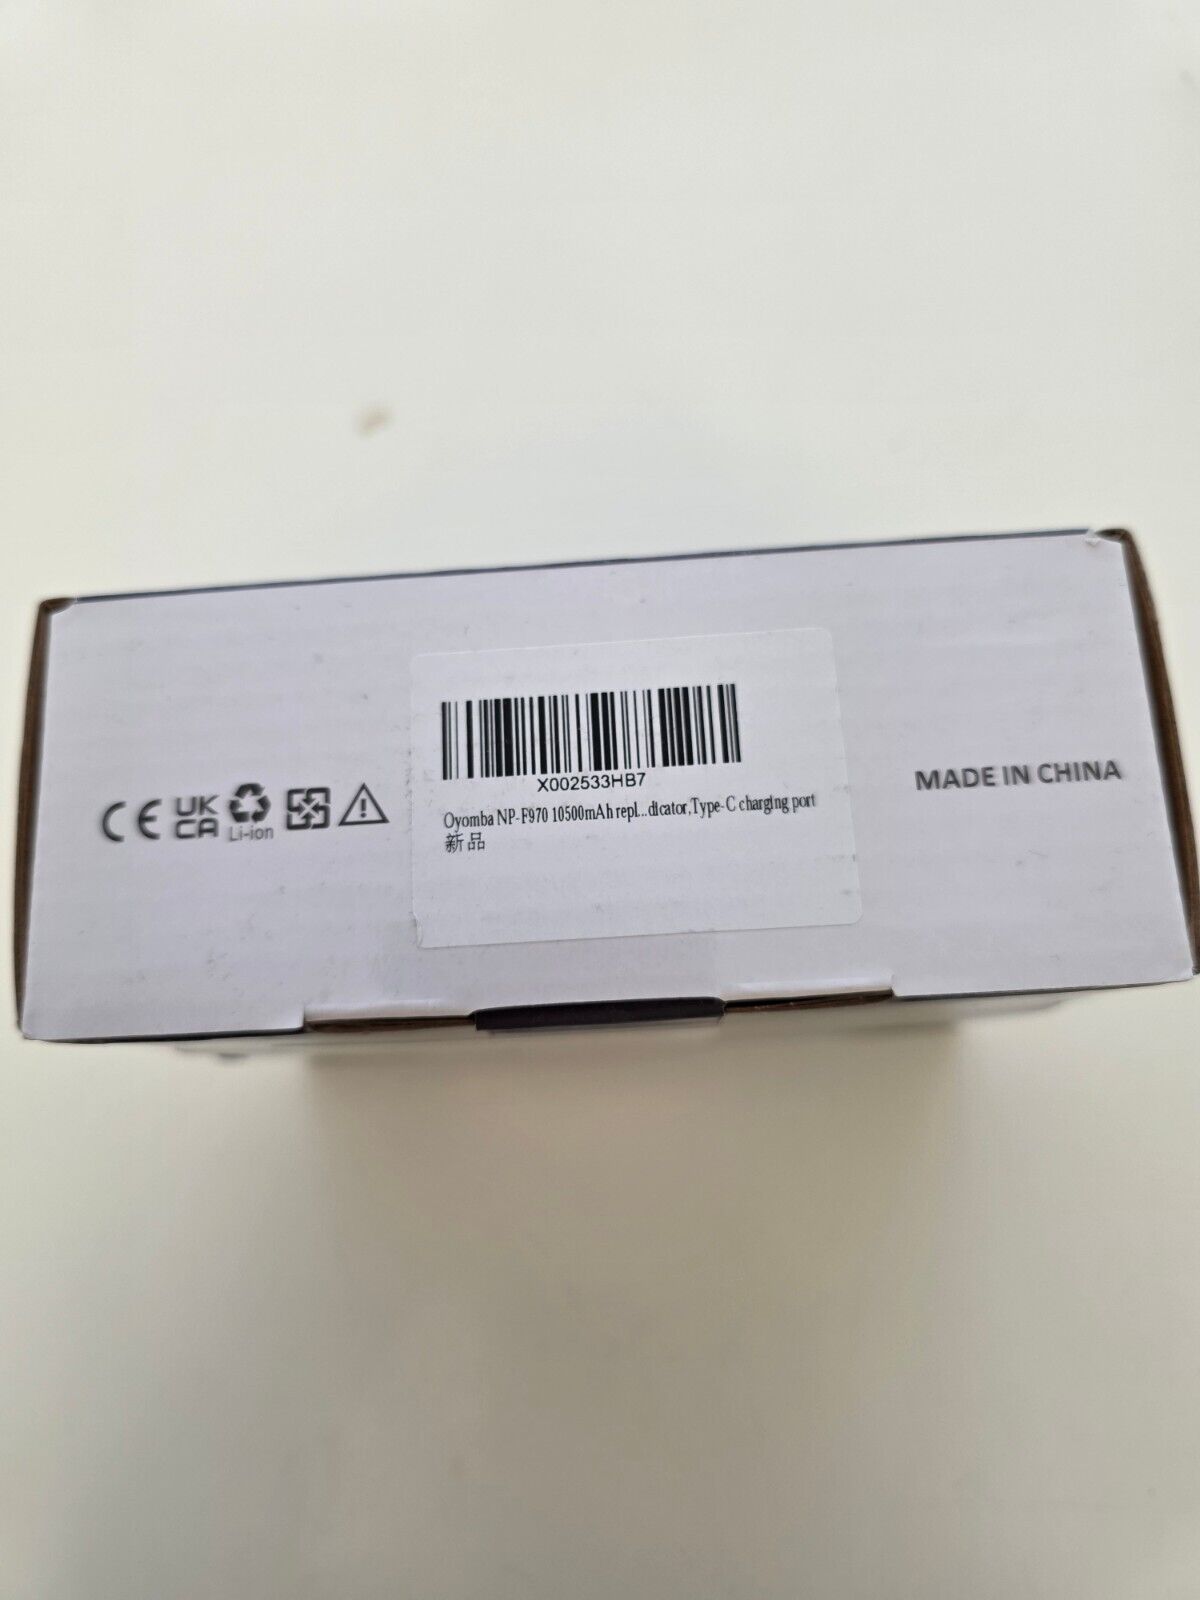 CE UK CA
Li-ion
X002533HB7
Oyomba NP-F970 10500mAh repl...dicator,Type-C charging port
新品
MADE IN CHINA